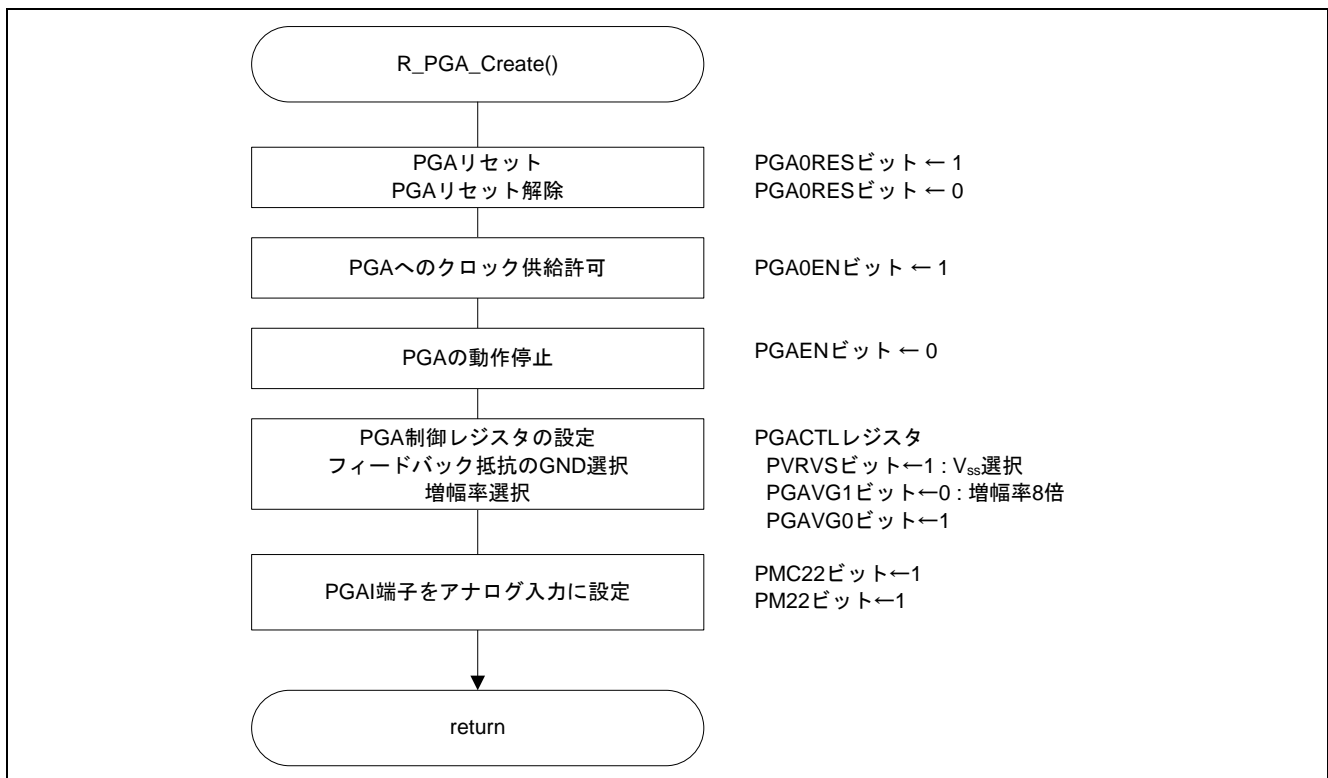 R_PGA_Create()
PGAリセット
PGAリセット解除
PGA0RESビット ← 1
PGA0RESビット ← 0
PGAへのクロック供給許可
PGA0ENビット ← 1
PGAの動作停止
PGAENビット ← 0
PGA制御レジスタの設定
フィードバック抵抗のGND選択
増幅率選択
PGACTLレジスタ
PVRVSビット←1 : Vss選択
PGAVG1ビット←0 : 増幅率8倍
PGAVG0ビット←1
PGAI端子をアナログ入力に設定
PMC22ビット←1
PM22ビット←1
return